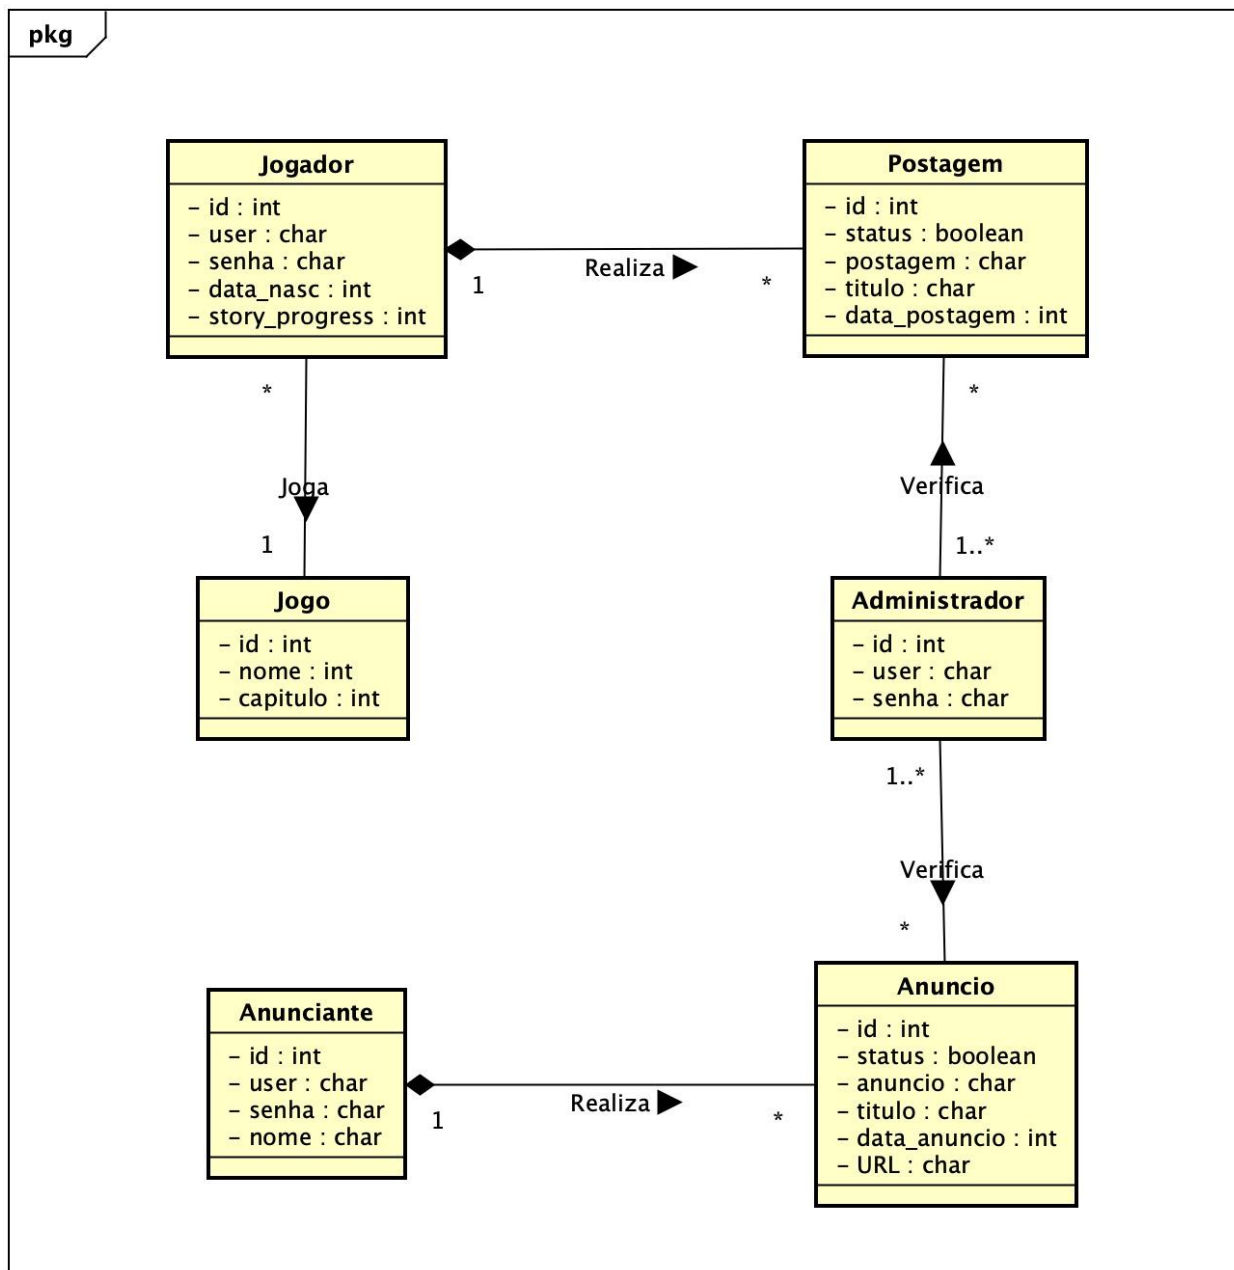 pkg
Jogador
- id : int
- user : char
- senha : char
- data_nasc : int
- story_progress : int
Postagem
- id : int
- status : boolean
- postagem : char
- titulo : char
- data_postagem : int
Realiza
1
*
*
Joga
1
*
Verifica
1..*
Jogo
- id : int
- nome : int
- capitulo : int
Administrador
- id : int
- user : char
- senha : char
1..*
Verifica
*
Anunciante
- id : int
- user : char
- senha : char
- nome : char
Realiza
1
*
Anuncio
- id : int
- status : boolean
- anuncio : char
- titulo : char
- data_anuncio : int
- URL : char